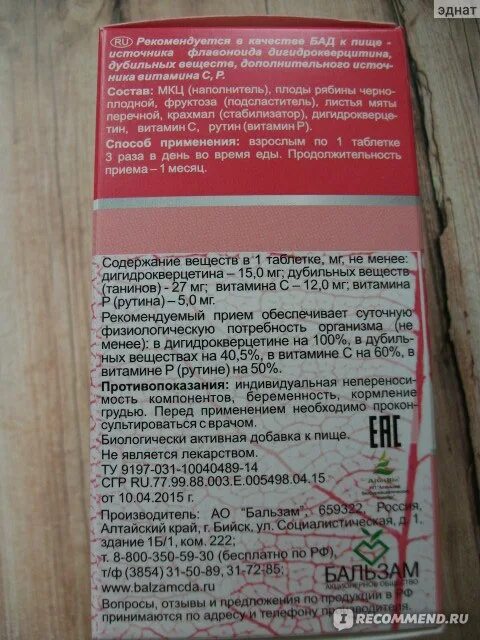 эднат
RU Рекомендуется в качестве БАД к пище -
источника флавоноида дигидрокверцитина,
дубильных веществ, дополнительного источ-
ника витамина С, Р.
Состав: МКЦ (наполнитель), плоды рябины черно-
плодной, фруктоза (подсластитель), листья мяты
перечной, крахмал (стабилизатор), дигидрокверце-
тин, витамин С, рутин (витамин Р).
Способ применения: взрослым по 1 таблетке
3 раза в день во время еды. Продолжительность
приема – 1 месяц.
Содержание веществ в 1 таблетке, мг, не менее:
дигидрокверцетина – 15,0 мг; дубильных веществ
(танинов) - 27 мг; витамина С – 12,0 мг; витамина
Р (рутина) – 5,0 мг.
Рекомендуемый прием обеспечивает суточную
физиологическую потребность организма (не
менее): в дигидрокверцетине на 100%, в дубиль-
ных веществах на 40,5%, в витамине С на 60%, в
витамине Р (рутине) на 50%.
Противопоказания: индивидуальная непереноси-
мость компонентов, беременность, кормление
грудью. Перед применением необходимо прокон-
сультироваться с врачом.
Биологически активная добавка к пище.
Не является лекарством.
ТУ 9197-031-10040489-14
СГР RU.77.99.88.003.Е.005498.04.15
от 10.04.2015 г.
EAC
Производитель: АО "Бальзам", 659322, Россия,
Алтайский край, г. Бийск, ул. Социалистическая, д. 1,
здание 1Б/1, ком. 222;
т. 8-800-350-59-30 (бесплатно по РФ),
т/ф (3854) 31-50-89, 31-72-85;
www.balzamcda.ru
БАЛЬЗАМ
АКЦИОНЕРНОЕ ОБЩЕСТВО
Вопросы, отзывы и предложения по продукции в РФ
принимаются по адресу и телефону производителя.
IRECOMMEND.RU